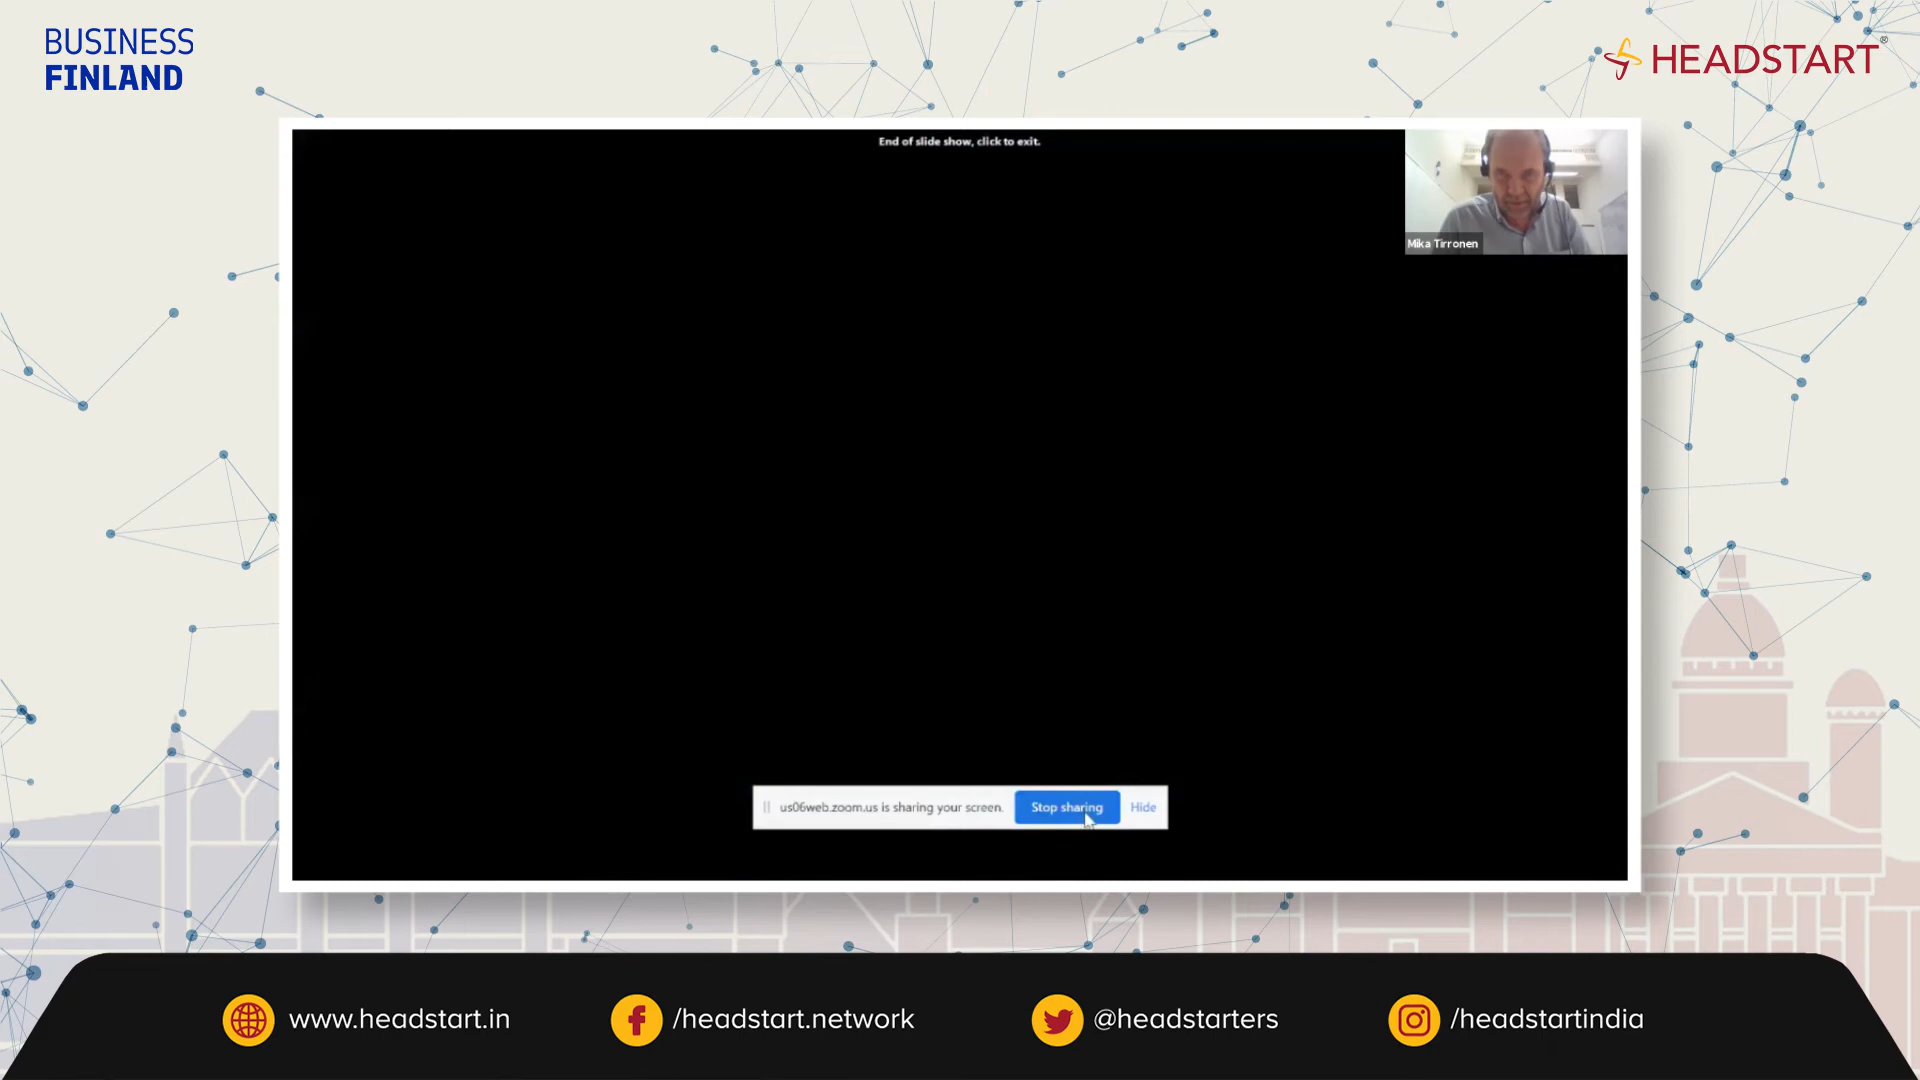 BUSINESS
FINLAND
HEADSTART®
End of slide show, click to exit.
Mika Tirronen
us06web.zoom.us is sharing your screen.
Stop sharing
Hide
www.headstart.in
/headstart.network
@headstarters
/headstartindia